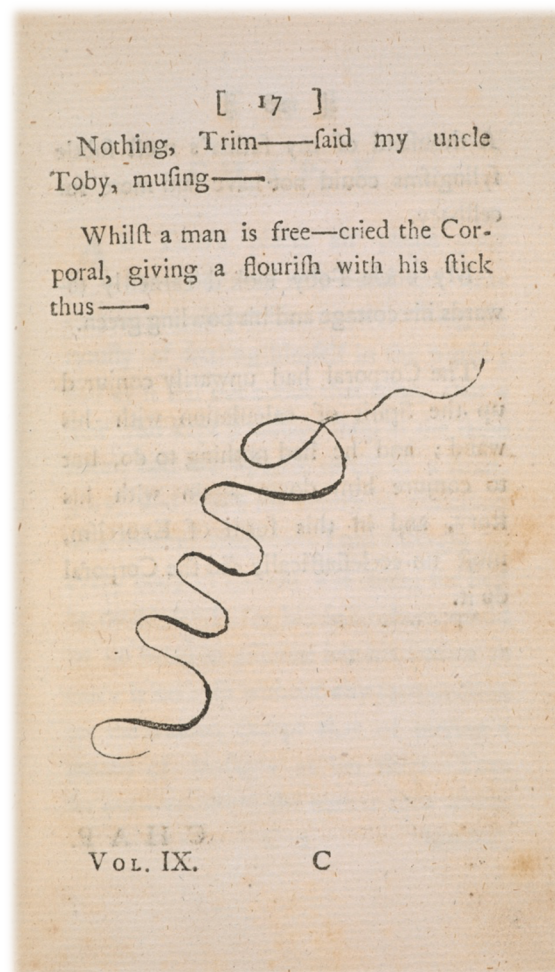 [ 17 ]
Nothing, Trim——ſaid my uncle
Toby, muſing——
Whilſt a man is free—cried the Cor-
poral, giving a flouriſh with his ſtick
thus——
VOL. IX. C